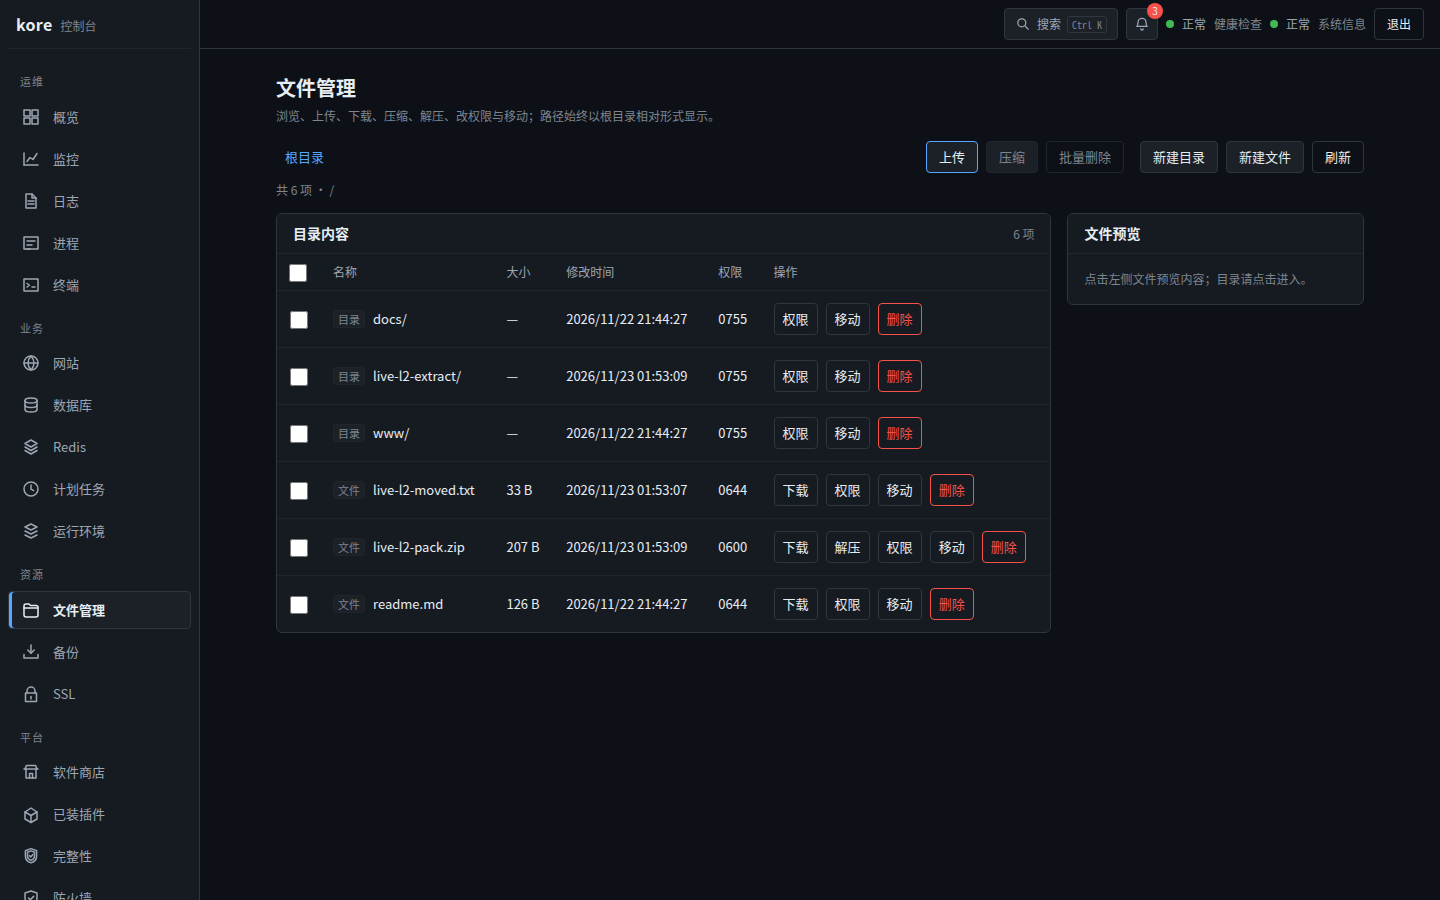 kore 控制台
搜索 Ctrl K
3
正常 健康检查
正常 系统信息
退出
运维
概览
监控
日志
进程
终端
业务
网站
数据库
Redis
计划任务
运行环境
资源
文件管理
备份
SSL
平台
软件商店
已装插件
完整性
防火墙
文件管理
浏览、上传、下载、压缩、解压、改权限与移动；路径始终以根目录相对形式显示。
根目录
上传 压缩 批量删除 新建目录 新建文件 刷新
共 6 项 · /
目录内容 6 项
名称 大小 修改时间 权限 操作
目录 docs/ — 2026/11/22 21:44:27 0755 权限 移动 删除
目录 live-l2-extract/ — 2026/11/23 01:53:09 0755 权限 移动 删除
目录 www/ — 2026/11/22 21:44:27 0755 权限 移动 删除
文件 live-l2-moved.txt 33 B 2026/11/23 01:53:07 0644 下载 权限 移动 删除
文件 live-l2-pack.zip 207 B 2026/11/23 01:53:09 0600 下载 解压 权限 移动 删除
文件 readme.md 126 B 2026/11/22 21:44:27 0644 下载 权限 移动 删除
文件预览
点击左侧文件预览内容；目录请点击进入。